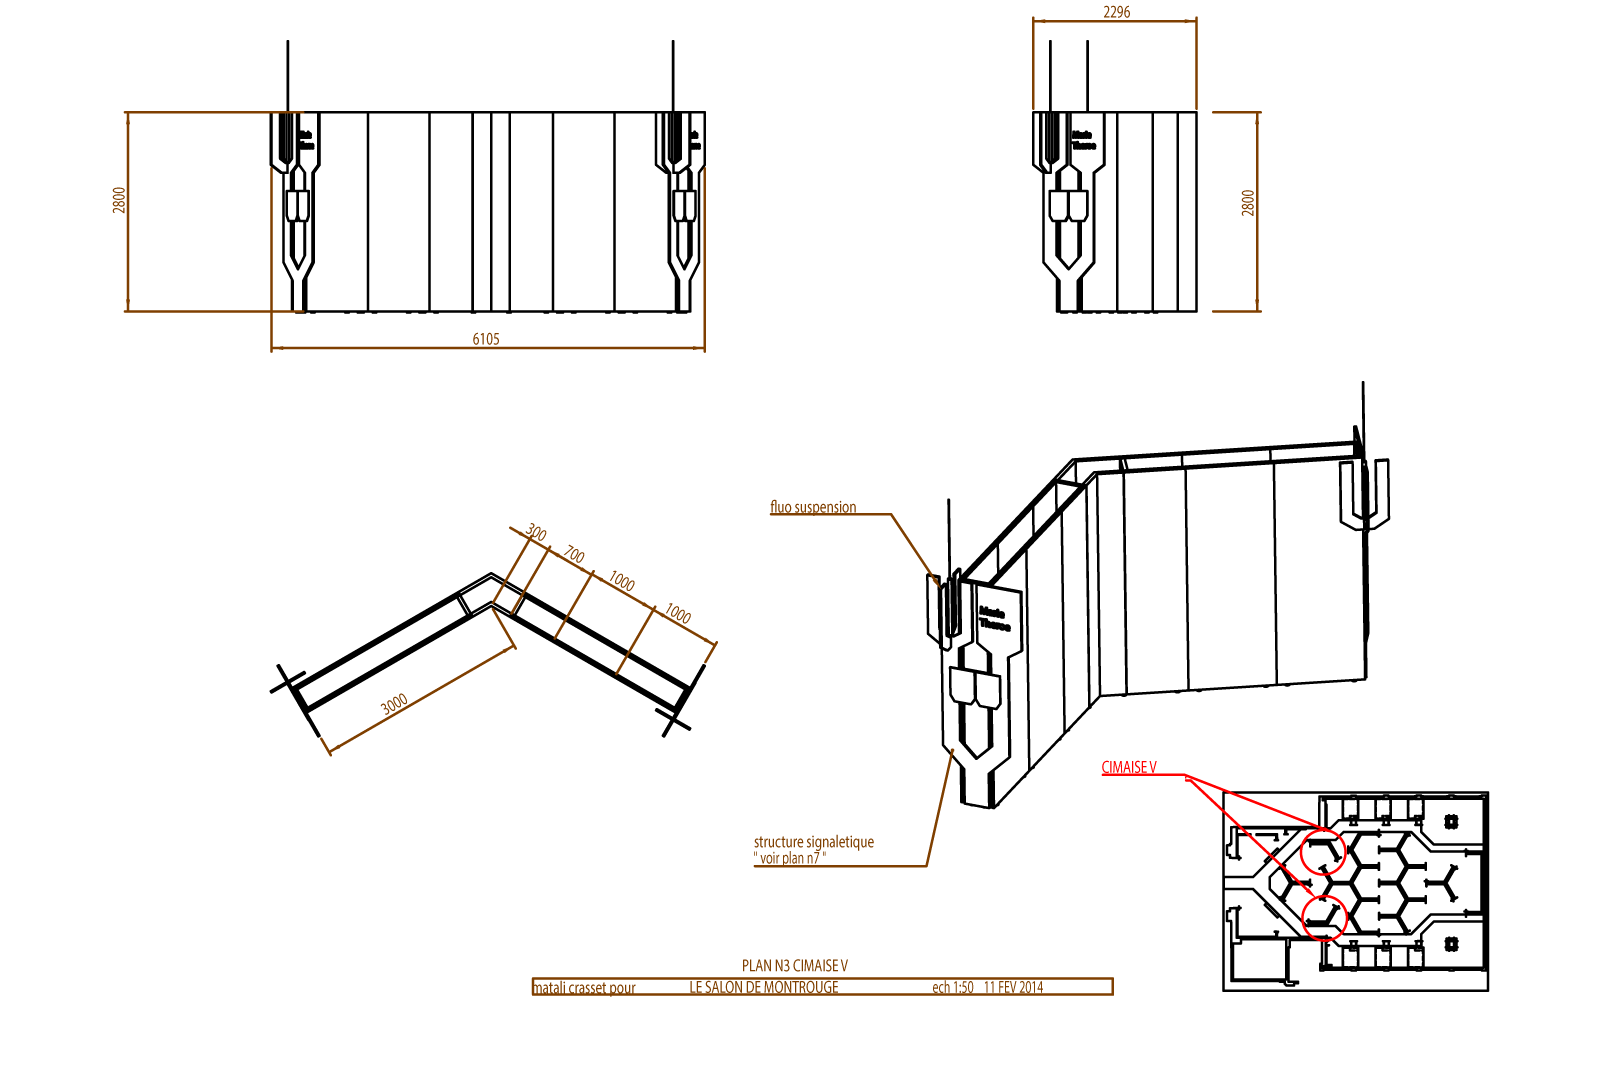 2296
2800
Marie
Theroe
2800
6105
fluo suspension
300
700
1000
1000
3000
CIMAISE V
structure signaletique
" voir plan n7 "
PLAN N3 CIMAISE V
matali crasset pour LE SALON DE MONTROUGE ech 1:50 11 FEV 2014